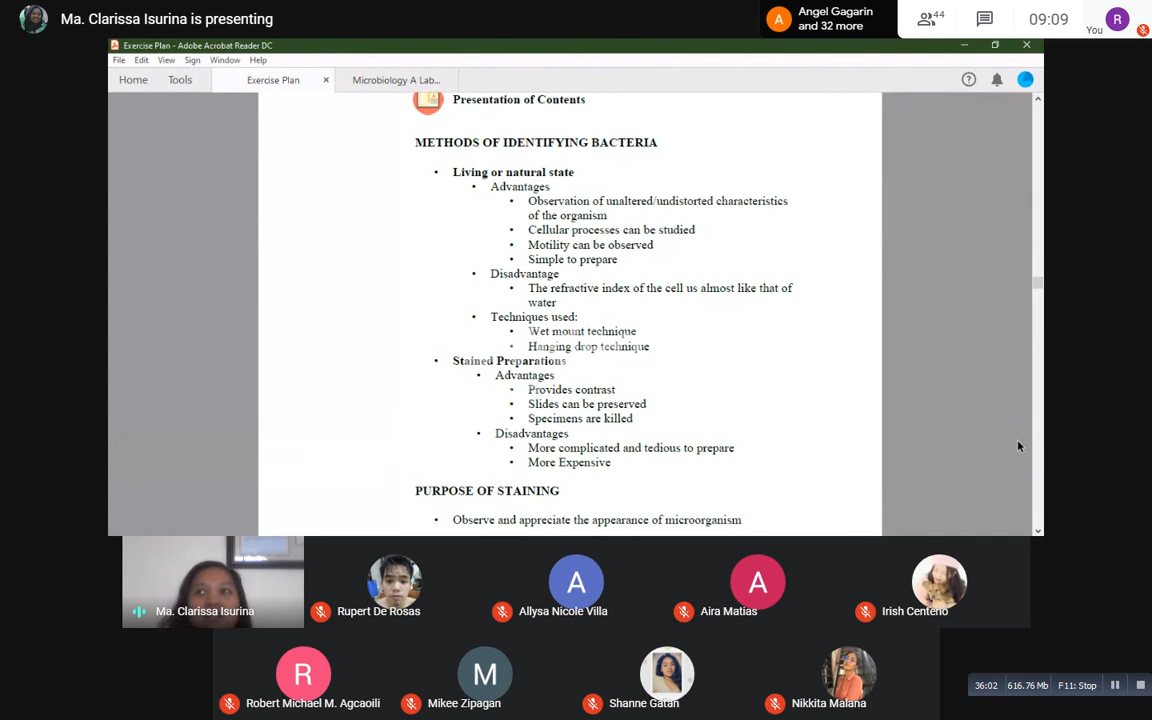 Ma. Clarissa Isurina is presenting
A
Angel Gagarin
and 32 more
44
09:09
You
R
Exercise Plan - Adobe Acrobat Reader DC
File Edit View Sign Window Help
Home Tools Exercise Plan × Microbiology A Lab...
Presentation of Contents
METHODS OF IDENTIFYING BACTERIA
• Living or natural state
• Advantages
• Observation of unaltered/undistorted characteristics
of the organism
• Cellular processes can be studied
• Motility can be observed
• Simple to prepare
• Disadvantage
• The refractive index of the cell us almost like that of
water
• Techniques used:
• Wet mount technique
• Hanging drop technique
• Stained Preparations
• Advantages
• Provides contrast
• Slides can be preserved
• Specimens are killed
• Disadvantages
• More complicated and tedious to prepare
• More Expensive
PURPOSE OF STAINING
• Observe and appreciate the appearance of microorganism
Ma. Clarissa Isurina
Rupert De Rosas
A
Allysa Nicole Villa
A
Aira Matias
Irish Centeno
R
Robert Michael M. Agcaoili
M
Mikee Zipagan
Shanne Gatan
Nikkita Malana
36:02 616.76 Mb F11: Stop